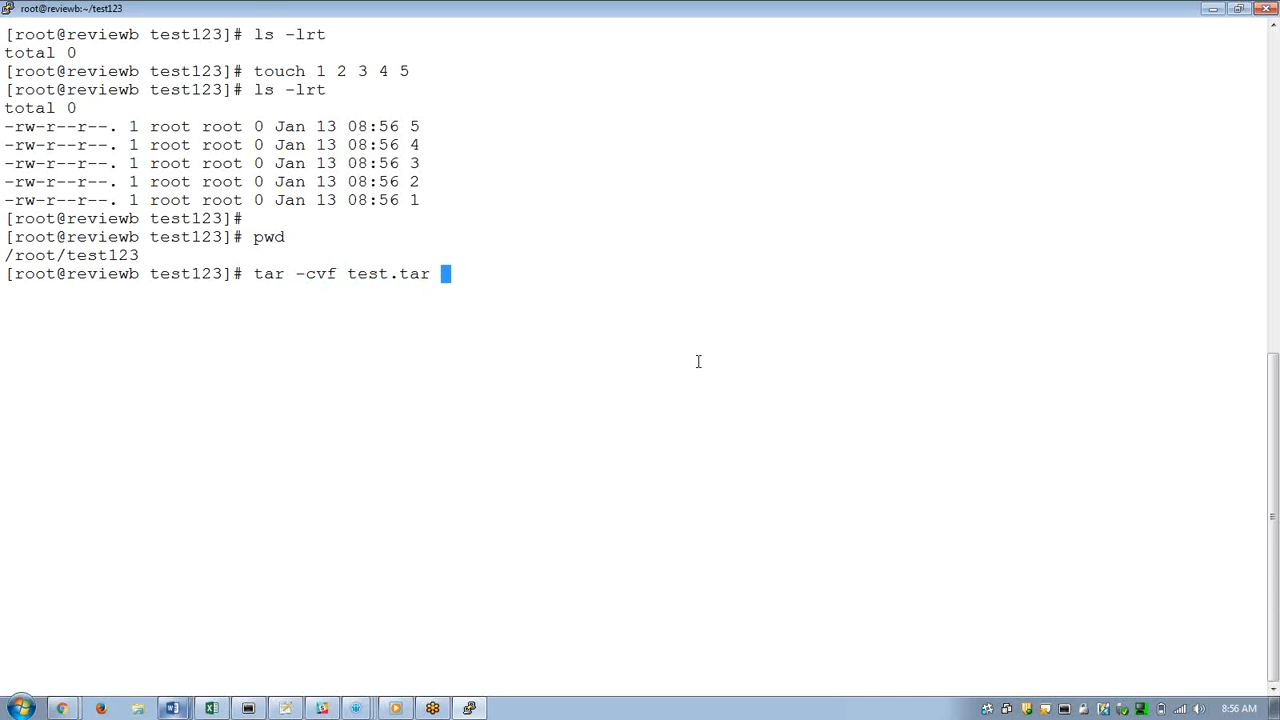 root@reviewb:~/test123
[root@reviewb test123]# ls -lrt
total 0
[root@reviewb test123]# touch 1 2 3 4 5
[root@reviewb test123]# ls -lrt
total 0
-rw-r--r--. 1 root root 0 Jan 13 08:56 5
-rw-r--r--. 1 root root 0 Jan 13 08:56 4
-rw-r--r--. 1 root root 0 Jan 13 08:56 3
-rw-r--r--. 1 root root 0 Jan 13 08:56 2
-rw-r--r--. 1 root root 0 Jan 13 08:56 1
[root@reviewb test123]#
[root@reviewb test123]# pwd
/root/test123
[root@reviewb test123]# tar -cvf test.tar
8:56 AM